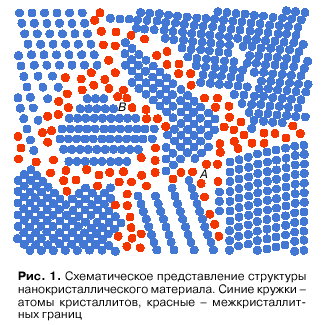 B
A
Рис. 1. Схематическое представление структуры
нанокристаллического материала. Синие кружки –
атомы кристаллитов, красные – межкристаллит-
ных границ